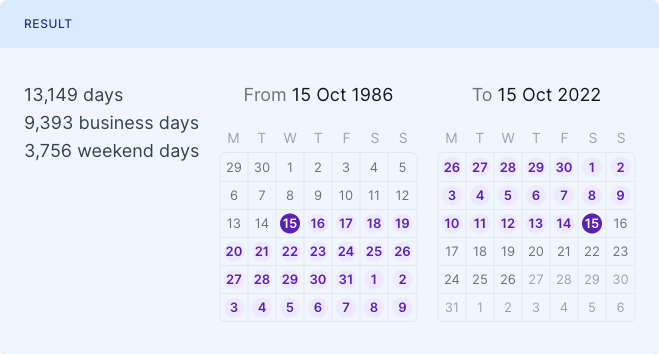 RESULT
13,149 days
9,393 business days
3,756 weekend days
From 15 Oct 1986
M T W T F S S
29 30 1 2 3 4 5
6 7 8 9 10 11 12
13 14 15 16 17 18 19
20 21 22 23 24 25 26
27 28 29 30 31 1 2
3 4 5 6 7 8 9
To 15 Oct 2022
M T W T F S S
26 27 28 29 30 1 2
3 4 5 6 7 8 9
10 11 12 13 14 15 16
17 18 19 20 21 22 23
24 25 26 27 28 29 30
31 1 2 3 4 5 6